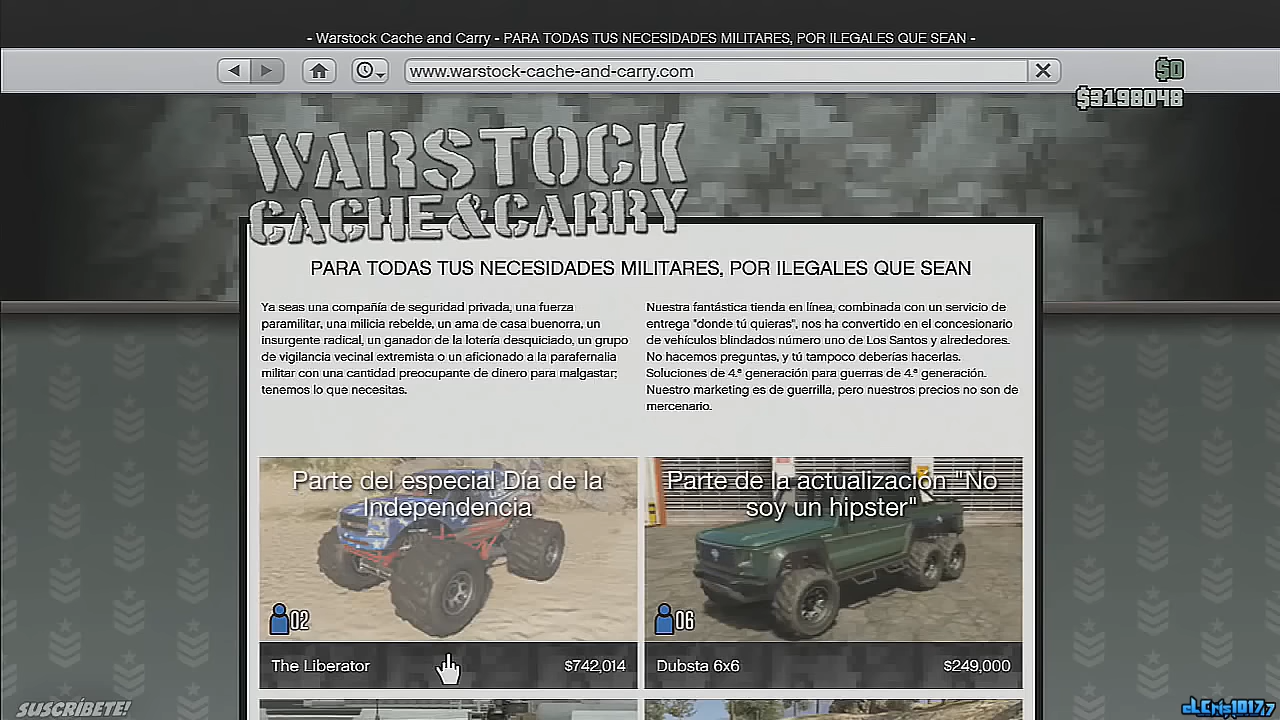 - Warstock Cache and Carry - PARA TODAS TUS NECESIDADES MILITARES, POR ILEGALES QUE SEAN -
www.warstock-cache-and-carry.com
$0
$3198048
WARSTOCK
CACHE&CARRY
PARA TODAS TUS NECESIDADES MILITARES, POR ILEGALES QUE SEAN
Ya seas una compañía de seguridad privada, una fuerza
paramilitar, una milicia rebelde, un ama de casa buenorra, un
insurgente radical, un ganador de la lotería desquiciado, un grupo
de vigilancia vecinal extremista o un aficionado a la parafernalia
militar con una cantidad preocupante de dinero para malgastar;
tenemos lo que necesitas.
Nuestra fantástica tienda en línea, combinada con un servicio de
entrega "donde tú quieras", nos ha convertido en el concesionario
de vehículos blindados número uno de Los Santos y alrededores.
No hacemos preguntas, y tú tampoco deberías hacerlas.
Soluciones de 4.ª generación para guerras de 4.ª generación.
Nuestro marketing es de guerrilla, pero nuestros precios no son de
mercenario.
Parte del especial Día de la
Independencia
02
The Liberator
$742,014
Parte de la actualización "No
soy un hipster"
06
Dubsta 6x6
$249,000
SUSCRÍBETE!
cLCMs1017.7